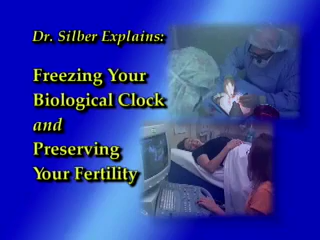 Dr. Silber Explains:
Freezing Your
Biological Clock
and
Preserving
Your Fertility